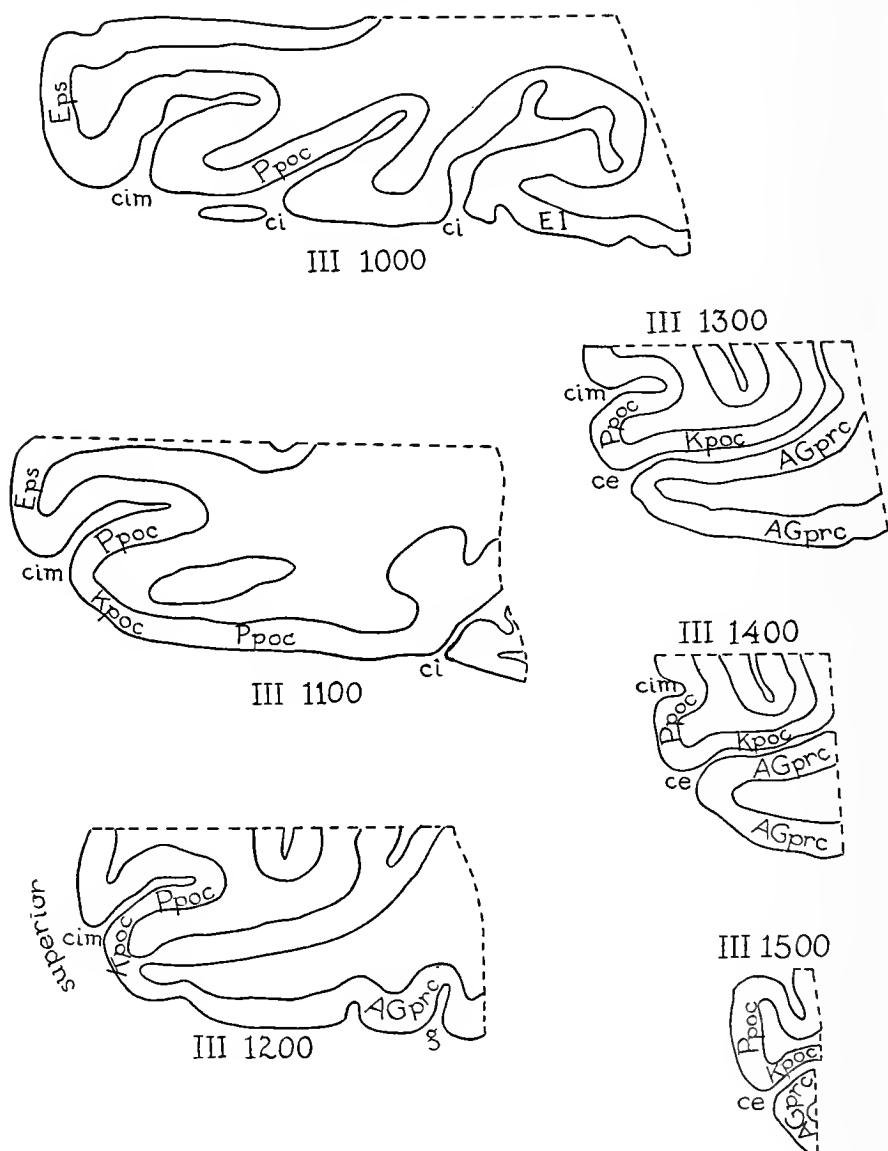 Eps
Ppoc
cim
ci
ci
EI
III 1000
III 1300
cim
Ppoc
Kpoc
AGprc
ce
AGprc
Eps
Ppoc
cim
Kpoc
Ppoc
ci
III 1100
III 1400
cim
Ppoc
Kpoc
AGprc
ce
AGprc
superior
Ppoc
cim
Kpoc
AGprc
g
III 1200
III 1500
Ppoc
Kpoc
ce
AGprc